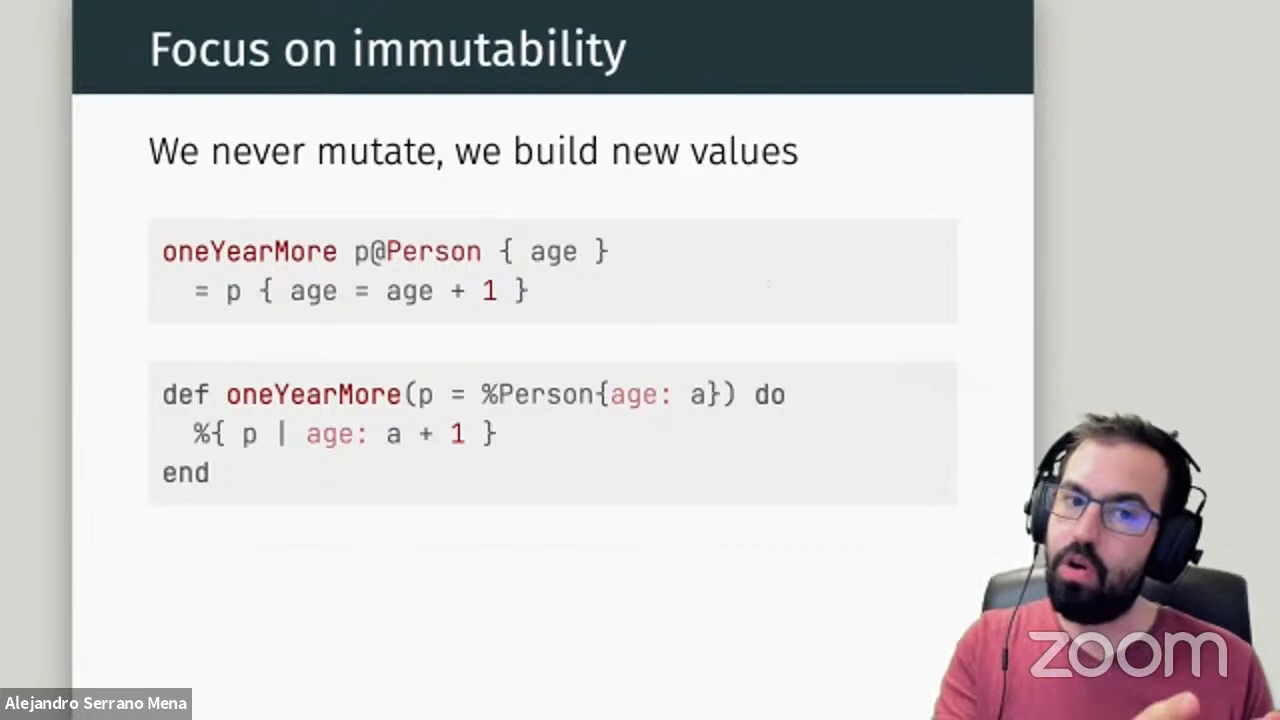 Focus on immutability
We never mutate, we build new values
oneYearMore p@Person { age }
= p { age = age + 1 }
def oneYearMore(p = %Person{age: a}) do
%{ p | age: a + 1 }
end
zoom
Alejandro Serrano Mena